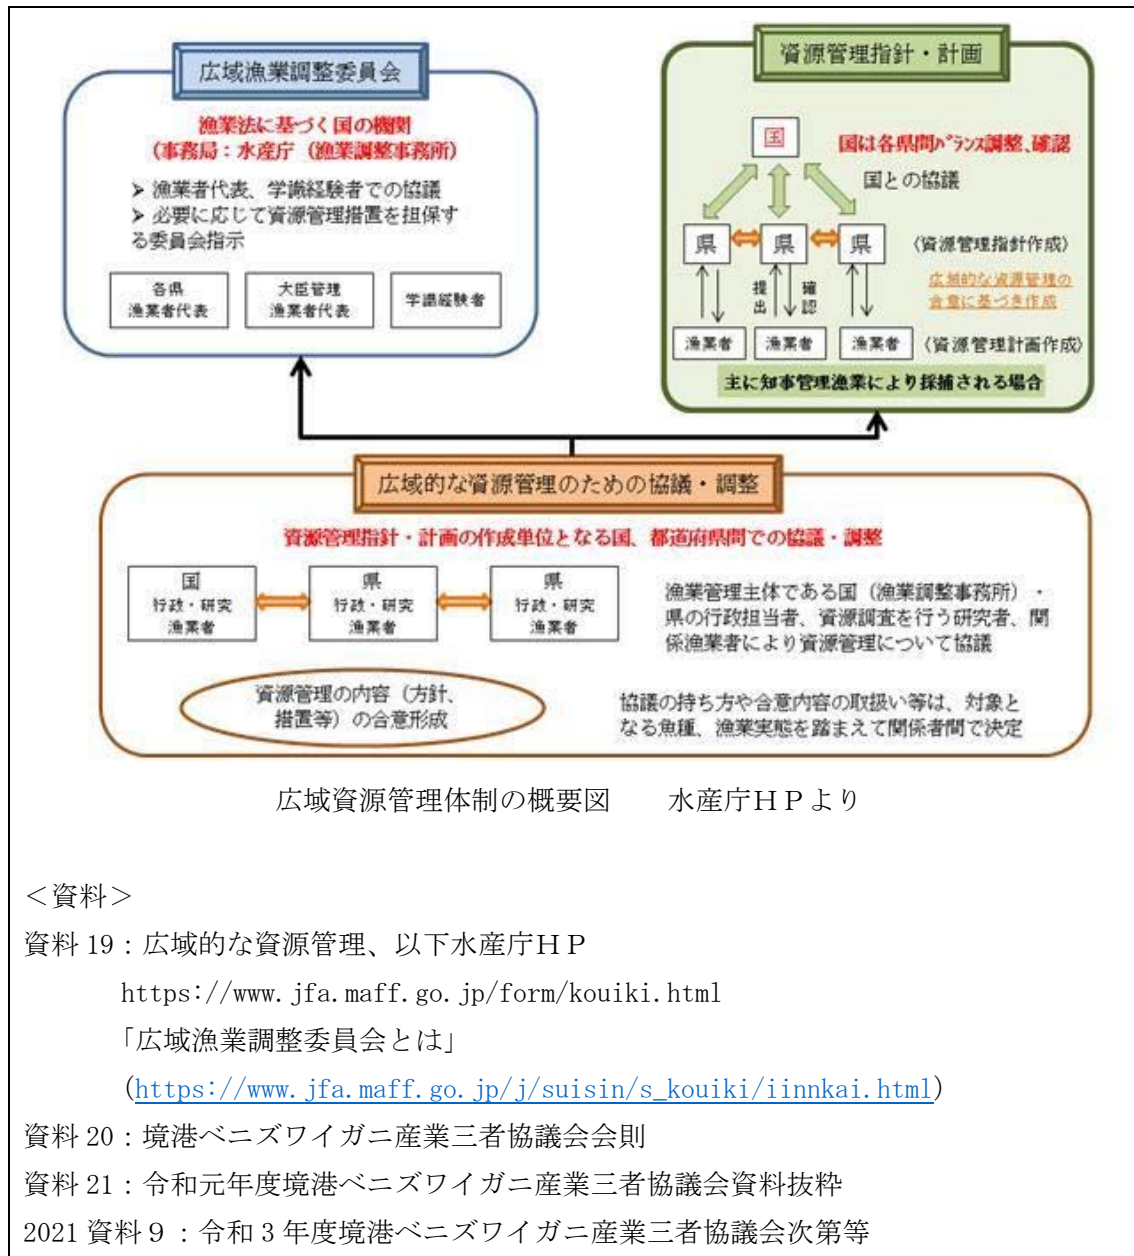 広域漁業調整委員会
漁業法に基づく国の機関
(事務局：水産庁（漁業調整事務所）
➢ 漁業者代表、学識経験者での協議
➢ 必要に応じて資源管理措置を担保す
る委員会指示
各県
漁業者代表
大臣管理
漁業者代表
学識経験者
資源管理指針・計画
国
国は各県間ﾊﾞﾗﾝｽ調整、確認
国との協議
県
県
県
（資源管理指針作成）
提出
確認
広域的な資源管理の
合意に基づき作成
漁業者
漁業者
漁業者
（資源管理計画作成）
主に知事管理漁業により採捕される場合
広域的な資源管理のための協議・調整
資源管理指針・計画の作成単位となる国、都道府県間での協議・調整
国
行政・研究
漁業者
県
行政・研究
漁業者
県
行政・研究
漁業者
漁業管理主体である国（漁業調整事務所）・
県の行政担当者、資源調査を行う研究者、関
係漁業者により資源管理について協議
資源管理の内容（方針、
措置等）の合意形成
協議の持ち方や合意内容の取扱い等は、対象と
なる魚種、漁業実態を踏まえて関係者間で決定
広域資源管理体制の概要図　　水産庁ＨＰより
＜資料＞
資料 19：広域的な資源管理、以下水産庁ＨＰ
https://www.jfa.maff.go.jp/form/kouiki.html
「広域漁業調整委員会とは」
(https://www.jfa.maff.go.jp/j/suisin/s_kouiki/iinnkai.html)
資料 20：境港ベニズワイガニ産業三者協議会会則
資料 21：令和元年度境港ベニズワイガニ産業三者協議会資料抜粋
2021 資料９：令和 3 年度境港ベニズワイガニ産業三者協議会次第等